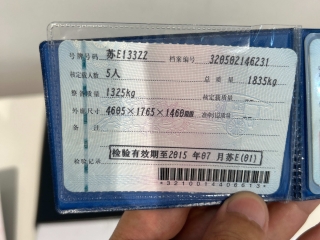 号牌号码 苏E133ZZ 档案编号 320502146231
核定载人数 5人 总质量 1835kg
整备质量 1325kg 核定载质量 --
外廓尺寸 4605×1765×1460mm 准牵引总质量 --
备注
检验记录 检验有效期至2015年07月苏E(01)
*3210014406613*